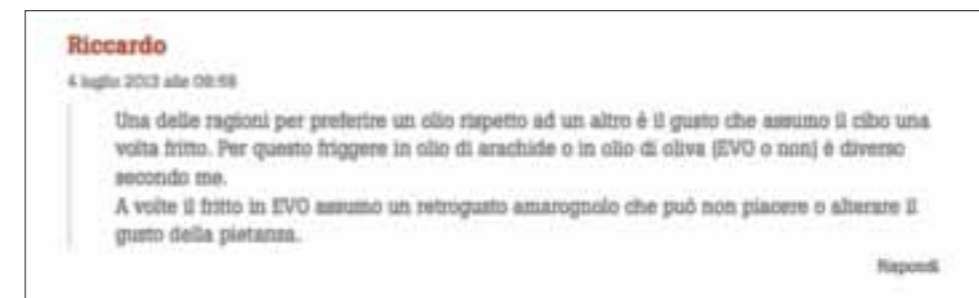 Riccardo
4 luglio 2013 alle 09:58
Una delle ragioni per preferire un olio rispetto ad un altro è il gusto che assumo il cibo una
volta fritto. Per questo friggere in olio di arachide o in olio di oliva (EVO o non) è diverso
secondo me.
A volte il fritto in EVO assumo un retrogusto amarognolo che può non piacere o alterare il
gusto della pietanza.
Rispondi